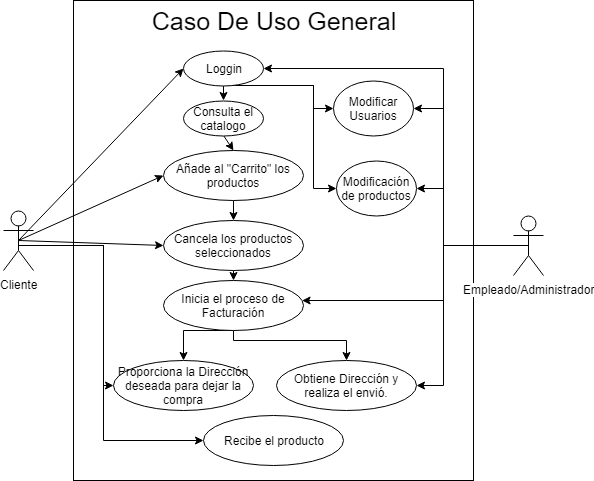 Caso De Uso General
Loggin
Consulta el
catalogo
Modificar
Usuarios
Añade al "Carrito" los
productos
Modificación
de productos
Cancela los productos
seleccionados
Cliente
Empleado/Administrador
Inicia el proceso de
Facturación
Proporciona la Dirección
deseada para dejar la
compra
Obtiene Dirección y
realiza el envió.
Recibe el producto